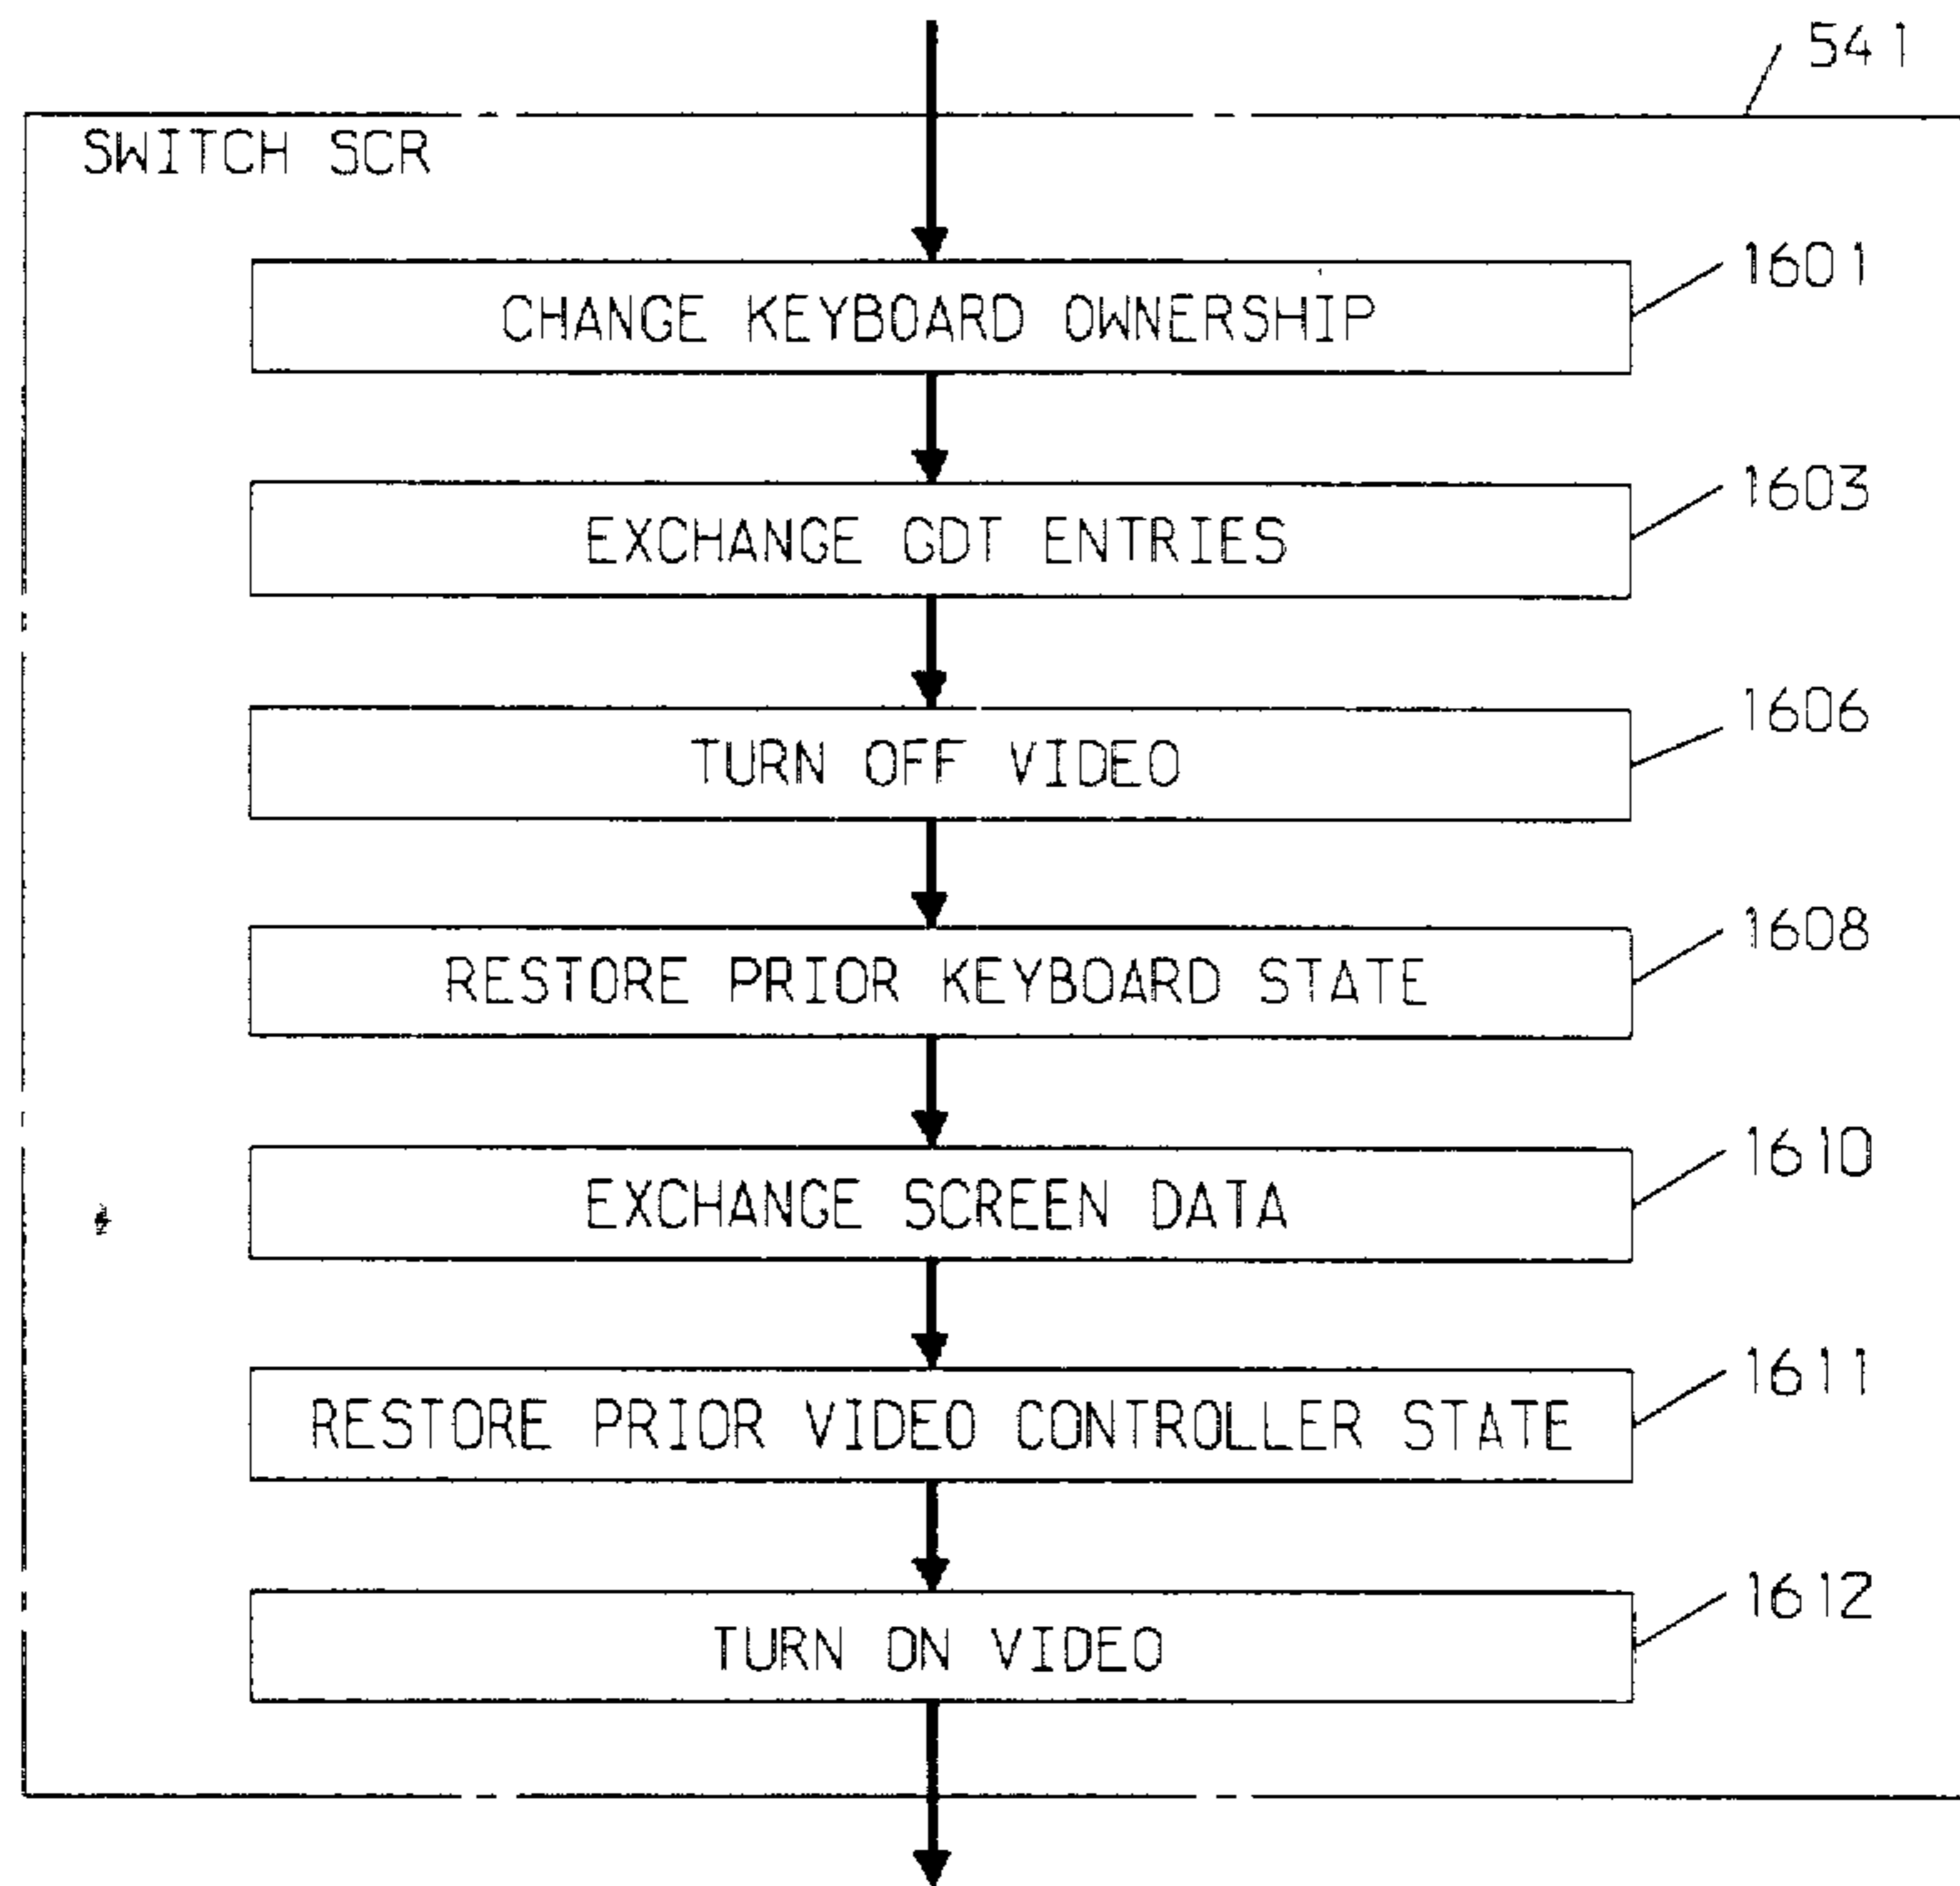 541
SWITCH SCR
CHANGE KEYBOARD OWNERSHIP
1601
EXCHANGE GDT ENTRIES
1603
TURN OFF VIDEO
1606
RESTORE PRIOR KEYBOARD STATE
1608
EXCHANGE SCREEN DATA
1610
RESTORE PRIOR VIDEO CONTROLLER STATE
1611
TURN ON VIDEO
1612